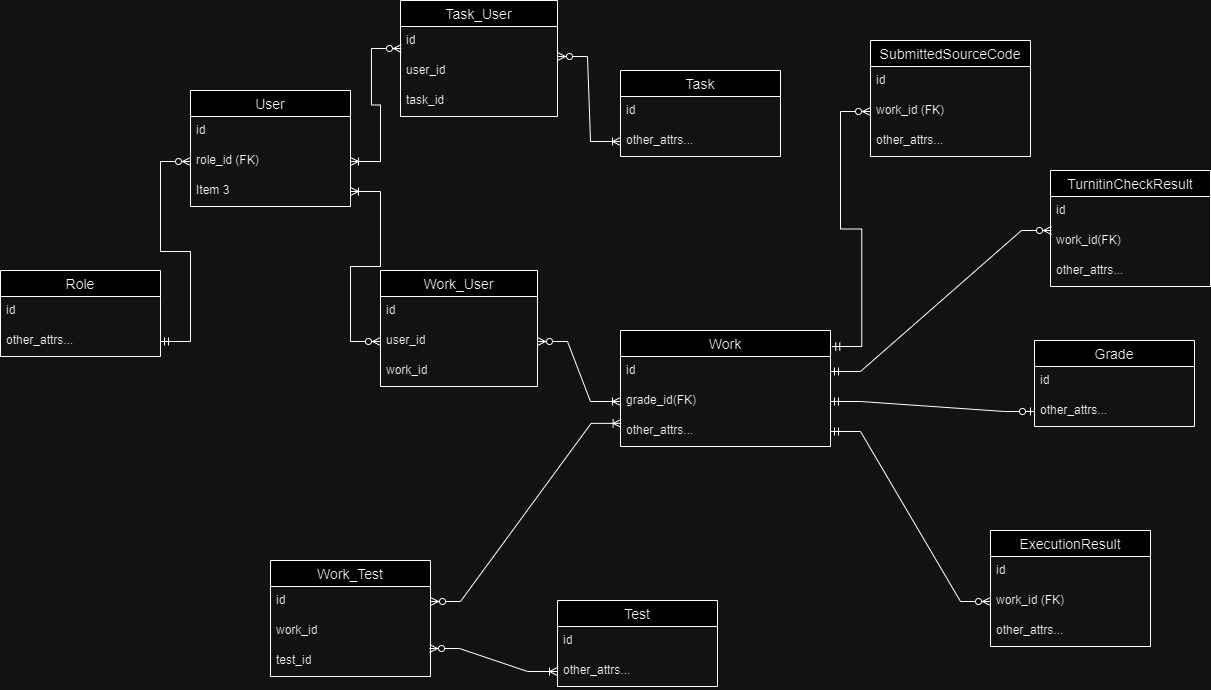 Task_User
id
user_id
task_id
SubmittedSourceCode
id
work_id (FK)
other_attrs...
Task
id
other_attrs...
User
id
role_id (FK)
Item 3
TurnitinCheckResult
id
work_id(FK)
other_attrs...
Role
id
other_attrs...
Work_User
id
user_id
work_id
Work
id
grade_id(FK)
other_attrs...
Grade
id
other_attrs...
ExecutionResult
id
work_id (FK)
other_attrs...
Work_Test
id
work_id
test_id
Test
id
other_attrs...